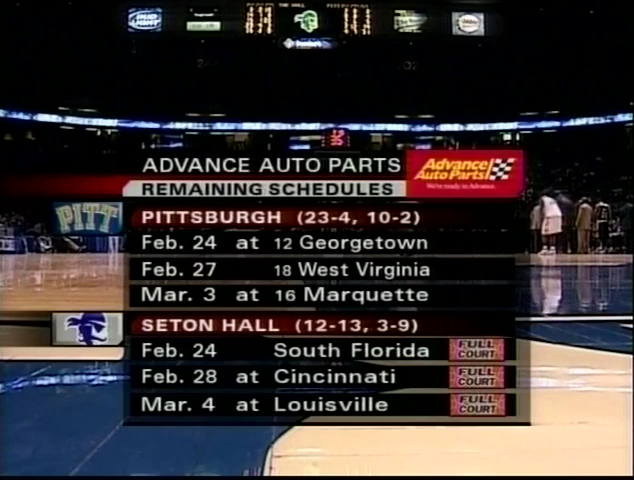 BUD LIGHT
ADVANCE AUTO PARTS
Advance
Auto Parts
We're ready in Advance.
REMAINING SCHEDULES
PITT
PITTSBURGH (23-4, 10-2)
Feb. 24 at 12 Georgetown
Feb. 27 18 West Virginia
Mar. 3 at 16 Marquette
SETON HALL (12-13, 3-9)
Feb. 24 South Florida FULL COURT
Feb. 28 at Cincinnati FULL COURT
Mar. 4 at Louisville FULL COURT